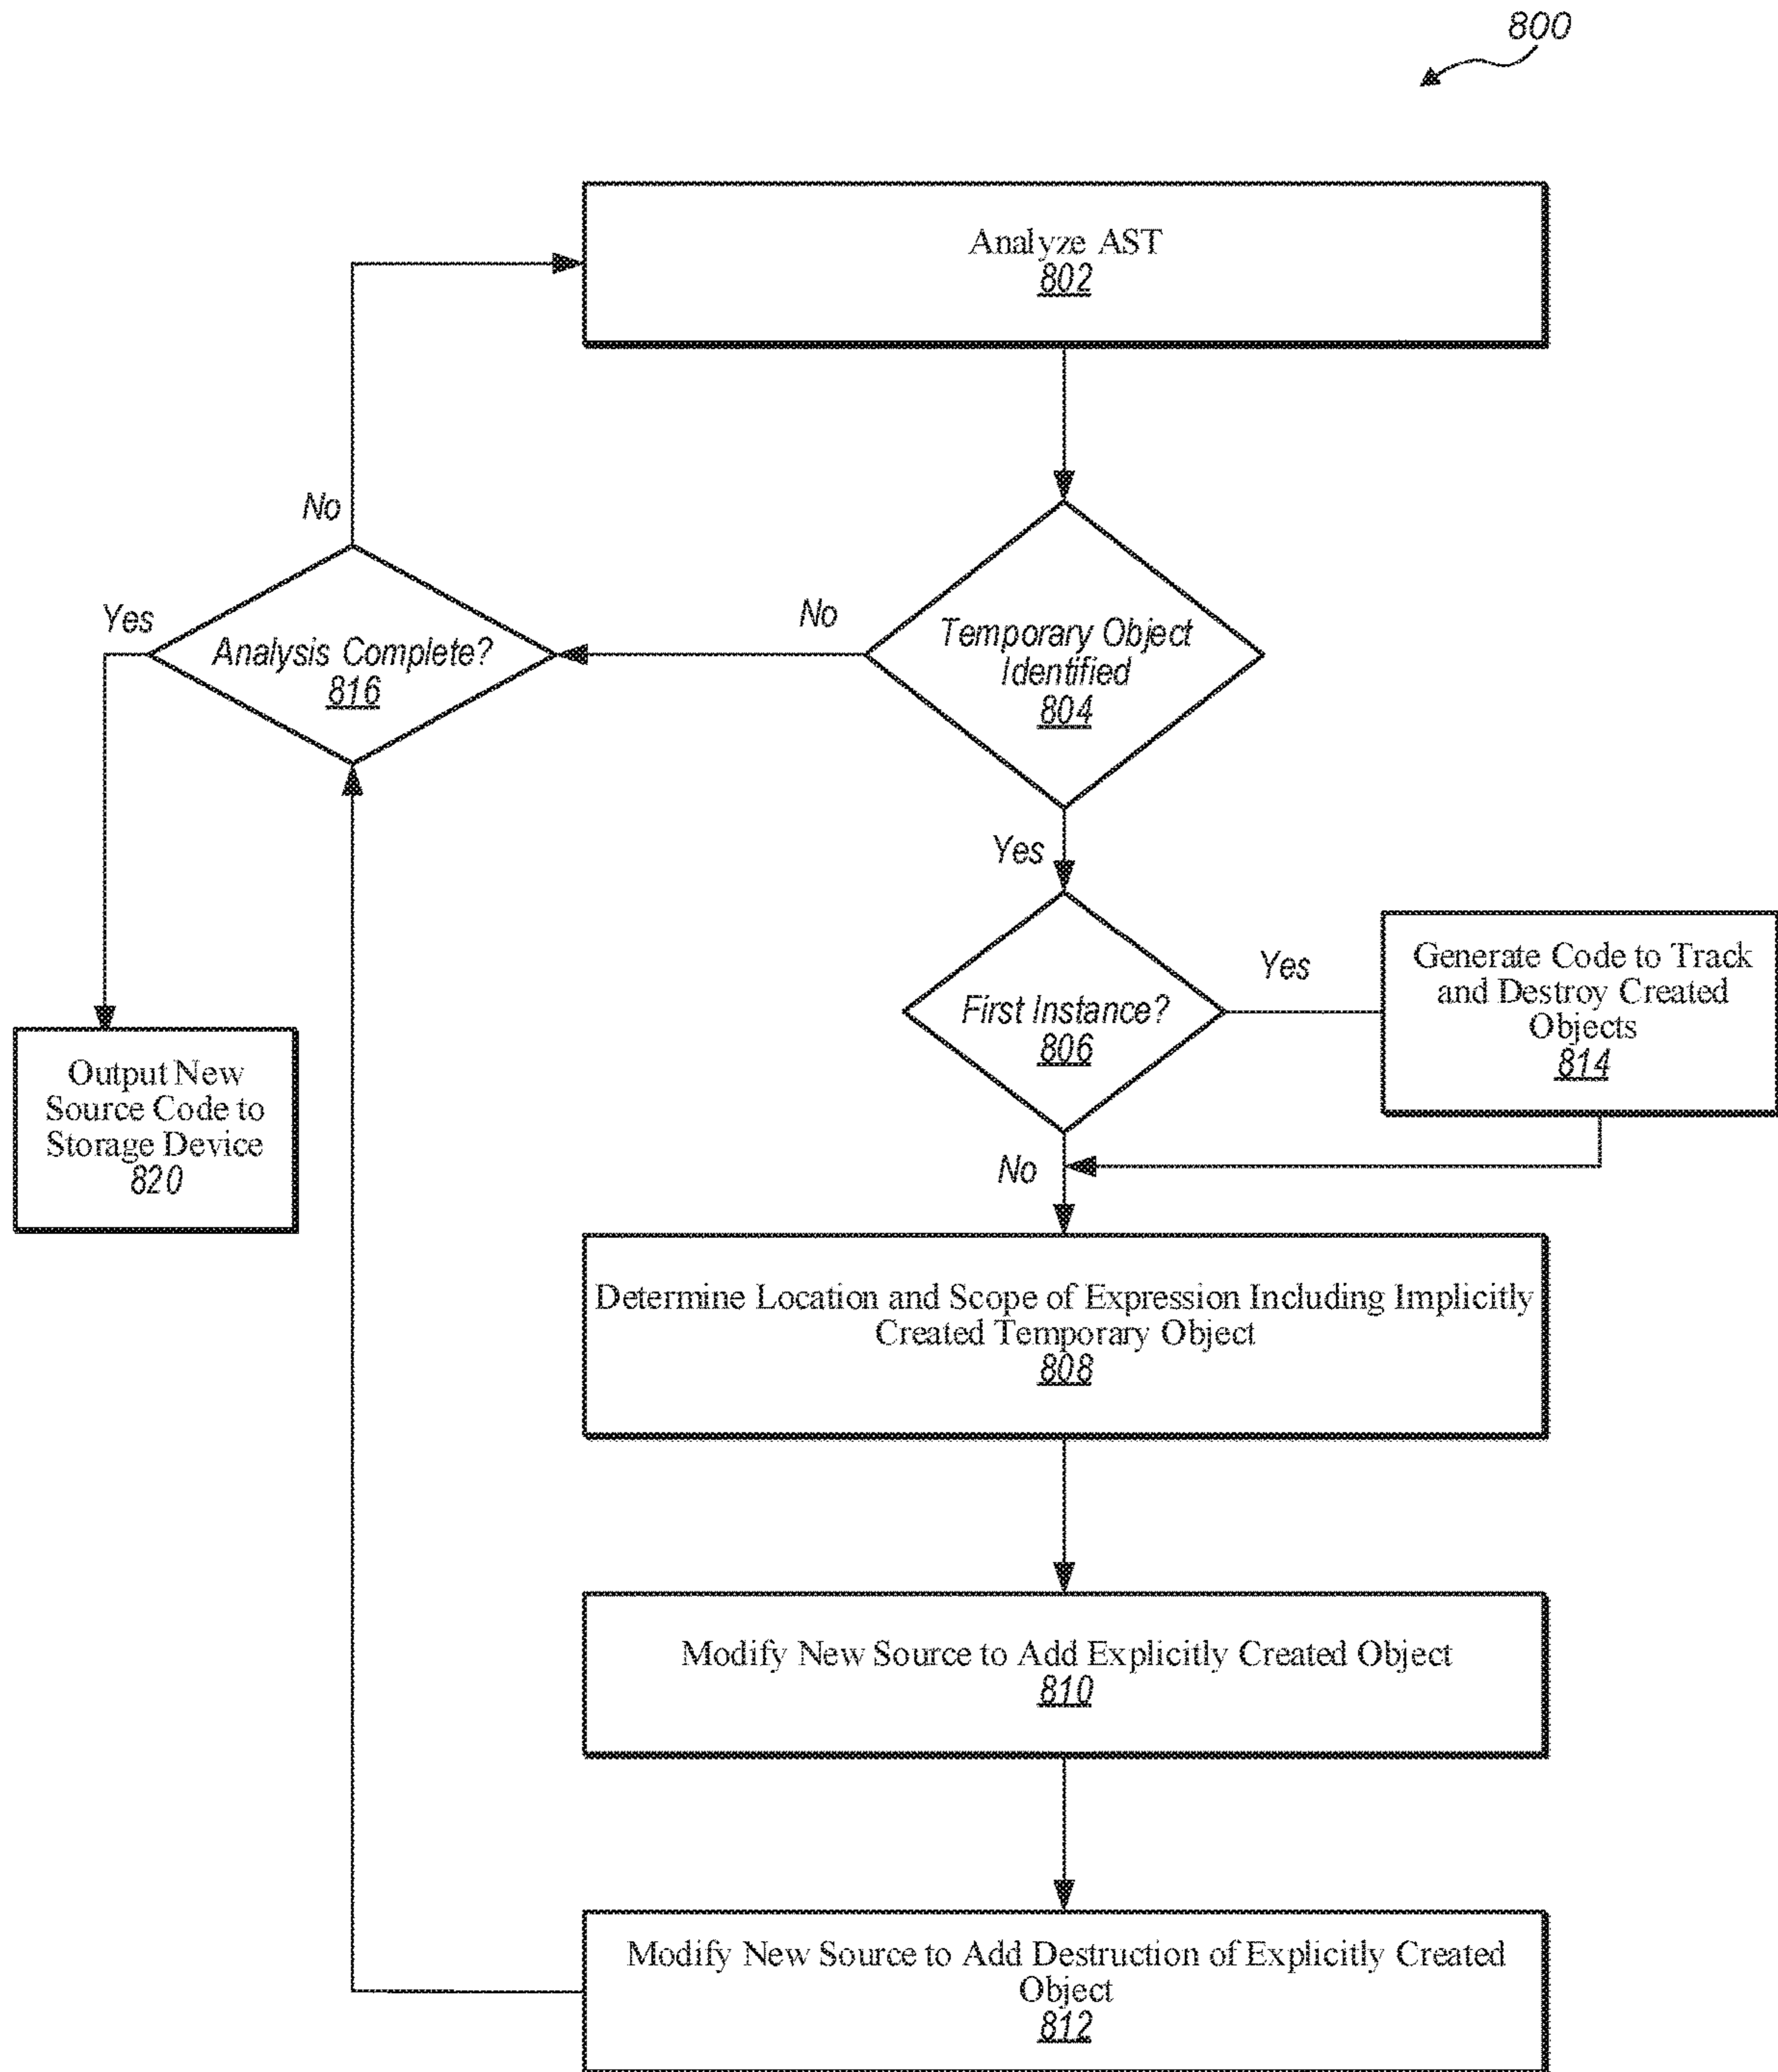 800
Analyze AST
802
No
Yes
Analysis Complete?
816
No
Temporary Object
Identified
804
Yes
First Instance?
806
Yes
Generate Code to Track
and Destroy Created
Objects
814
No
Output New
Source Code to
Storage Device
820
Determine Location and Scope of Expression Including Implicitly
Created Temporary Object
808
Modify New Source to Add Explicitly Created Object
810
Modify New Source to Add Destruction of Explicitly Created
Object
812